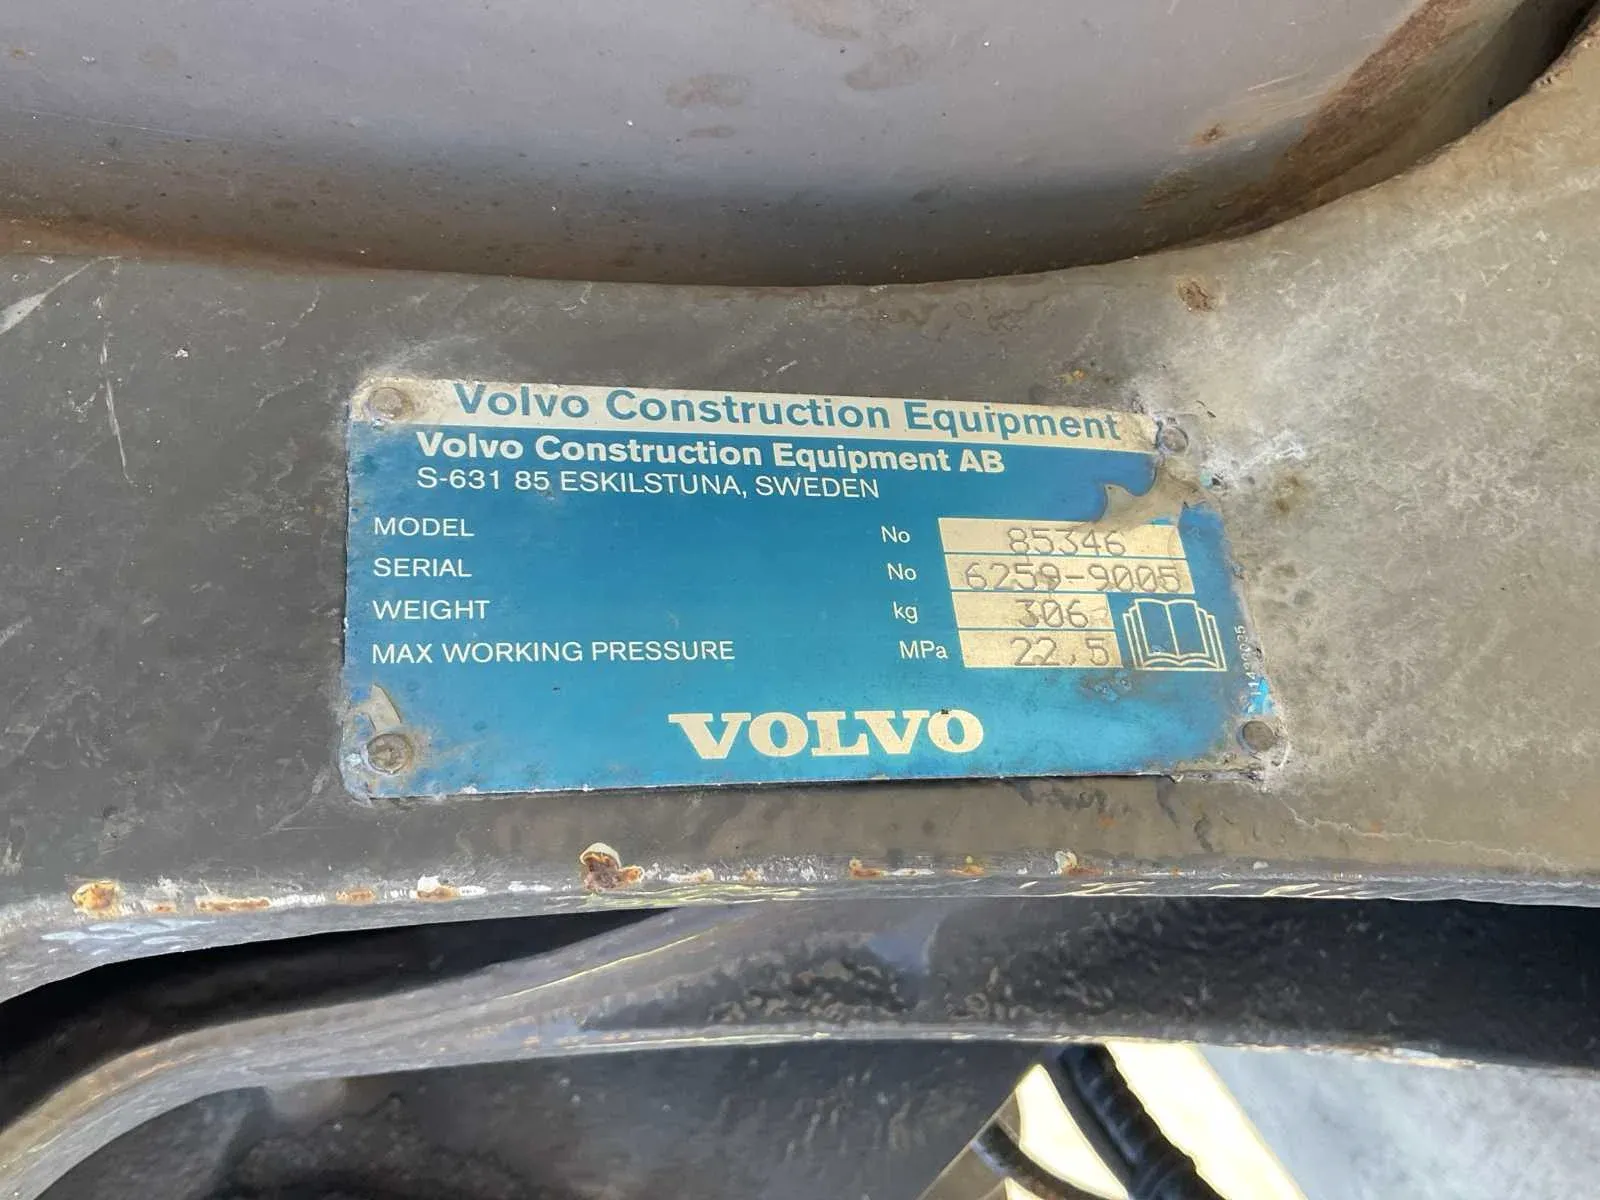 Volvo Construction Equipment
Volvo Construction Equipment AB
S-631 85 ESKILSTUNA, SWEDEN
MODEL No 85346
SERIAL No 6259-9005
WEIGHT kg 306
MAX WORKING PRESSURE MPa 22,5
VOLVO